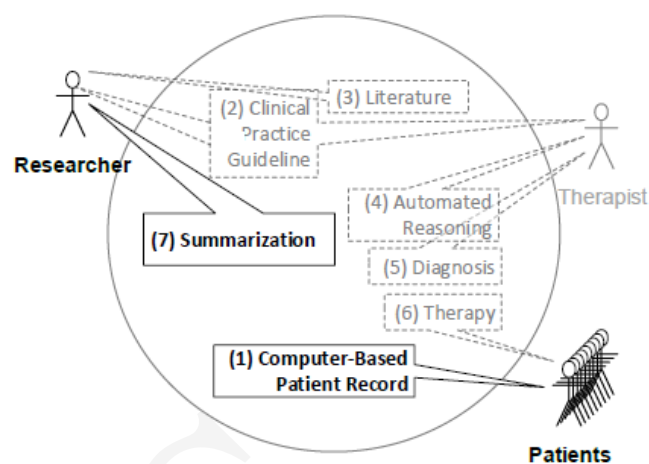 (3) Literature
(2) Clinical
Practice
Guideline
Researcher
Therapist
(4) Automated
Reasoning
(7) Summarization
(5) Diagnosis
(6) Therapy
(1) Computer-Based
Patient Record
Patients